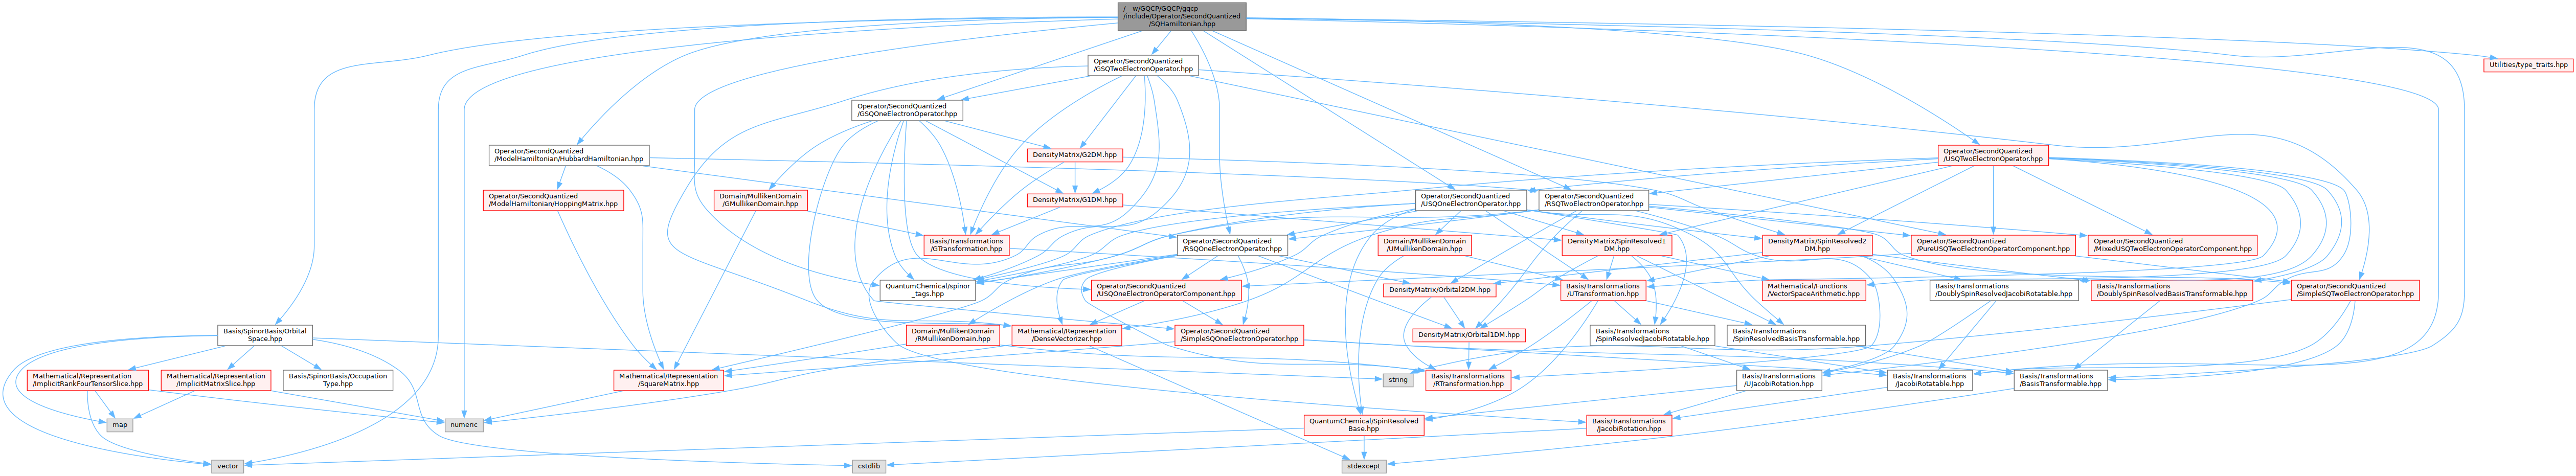 /__w/GQCP/GQCP/gqcp
/include/Operator/SecondQuantized
/SQHamiltonian.hpp
Operator/SecondQuantized
/GSQTwoElectronOperator.hpp
Utilities/type_traits.hpp
Operator/SecondQuantized
/GSQOneElectronOperator.hpp
Operator/SecondQuantized
/ModelHamiltonian/HubbardHamiltonian.hpp
DensityMatrix/G2DM.hpp
Operator/SecondQuantized
/USQTwoElectronOperator.hpp
Operator/SecondQuantized
/ModelHamiltonian/HoppingMatrix.hpp
Domain/MullikenDomain
/GMullikenDomain.hpp
DensityMatrix/G1DM.hpp
Operator/SecondQuantized
/USQOneElectronOperator.hpp
Operator/SecondQuantized
/RSQTwoElectronOperator.hpp
Basis/Transformations
/GTransformation.hpp
Operator/SecondQuantized
/RSQOneElectronOperator.hpp
Domain/MullikenDomain
/UMullikenDomain.hpp
DensityMatrix/SpinResolved1
DM.hpp
DensityMatrix/SpinResolved2
DM.hpp
Operator/SecondQuantized
/PureUSQTwoElectronOperatorComponent.hpp
Operator/SecondQuantized
/MixedUSQTwoElectronOperatorComponent.hpp
QuantumChemical/spinor
_tags.hpp
Operator/SecondQuantized
/USQOneElectronOperatorComponent.hpp
DensityMatrix/Orbital2DM.hpp
Basis/Transformations
/UTransformation.hpp
Mathematical/Functions
/VectorSpaceArithmetic.hpp
Basis/Transformations
/DoublySpinResolvedJacobiRotatable.hpp
Basis/Transformations
/DoublySpinResolvedBasisTransformable.hpp
Operator/SecondQuantized
/SimpleSQTwoElectronOperator.hpp
Basis/SpinorBasis/Orbital
Space.hpp
Domain/MullikenDomain
/RMullikenDomain.hpp
Mathematical/Representation
/DenseVectorizer.hpp
Operator/SecondQuantized
/SimpleSQOneElectronOperator.hpp
DensityMatrix/Orbital1DM.hpp
Basis/Transformations
/SpinResolvedJacobiRotatable.hpp
Basis/Transformations
/SpinResolvedBasisTransformable.hpp
Mathematical/Representation
/ImplicitRankFourTensorSlice.hpp
Mathematical/Representation
/ImplicitMatrixSlice.hpp
Basis/SpinorBasis/Occupation
Type.hpp
Mathematical/Representation
/SquareMatrix.hpp
string
Basis/Transformations
/RTransformation.hpp
Basis/Transformations
/UJacobiRotation.hpp
Basis/Transformations
/JacobiRotatable.hpp
Basis/Transformations
/BasisTransformable.hpp
map
numeric
QuantumChemical/SpinResolved
Base.hpp
Basis/Transformations
/JacobiRotation.hpp
vector
cstdlib
stdexcept